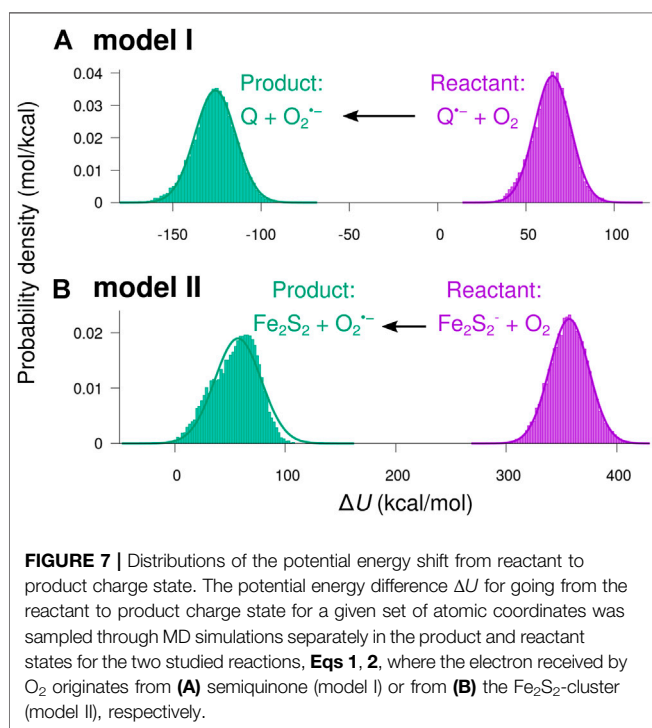 A model I
Product: Reactant:
Q + O₂•⁻ Q•⁻ + O₂
0.04
0.03
0.02
0.01
0
-150 -100 -50 0 50 100
Probability density (mol/kcal)
B model II
Product: Reactant:
Fe₂S₂ + O₂•⁻ Fe₂S₂⁻ + O₂
0.02
0.01
0
0 100 200 300 400
ΔU (kcal/mol)
FIGURE 7 | Distributions of the potential energy shift from reactant to
product charge state. The potential energy difference ΔU for going from the
reactant to product charge state for a given set of atomic coordinates was
sampled through MD simulations separately in the product and reactant
states for the two studied reactions, Eqs 1, 2, where the electron received by
O₂ originates from (A) semiquinone (model I) or from (B) the Fe₂S₂-cluster
(model II), respectively.